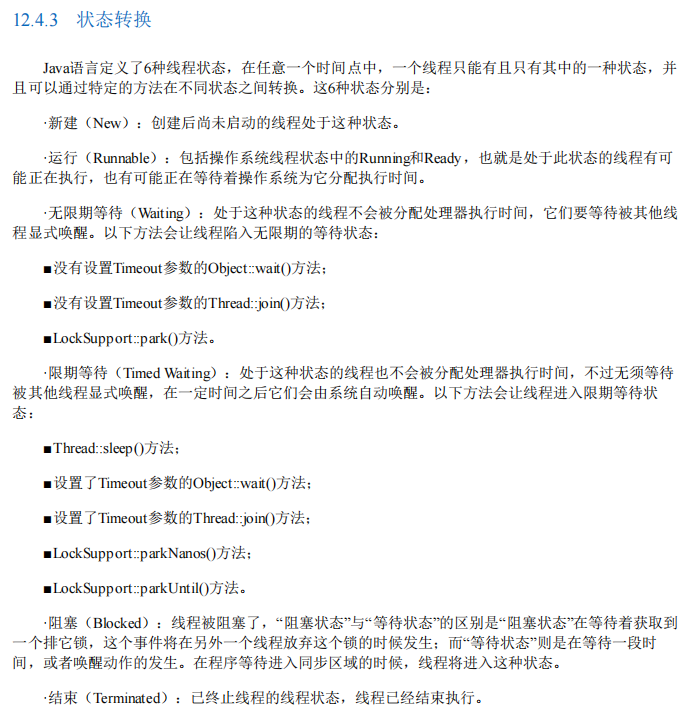 12.4.3 状态转换
Java语言定义了6种线程状态，在任意一个时间点中，一个线程只能有且只有其中的一种状态，并
且可以通过特定的方法在不同状态之间转换。这6种状态分别是：
·新建（New）：创建后尚未启动的线程处于这种状态。
·运行（Runnable）：包括操作系统线程状态中的Running和Ready，也就是处于此状态的线程有可
能正在执行，也有可能正在等待着操作系统为它分配执行时间。
·无限期等待（Waiting）：处于这种状态的线程不会被分配处理器执行时间，它们要等待被其他线
程显式唤醒。以下方法会让线程陷入无限期的等待状态：
■没有设置Timeout参数的Object::wait()方法；
■没有设置Timeout参数的Thread::join()方法；
■LockSupport::park()方法。
·限期等待（Timed Waiting）：处于这种状态的线程也不会被分配处理器执行时间，不过无须等待
被其他线程显式唤醒，在一定时间之后它们会由系统自动唤醒。以下方法会让线程进入限期等待状
态：
■Thread::sleep()方法；
■设置了Timeout参数的Object::wait()方法；
■设置了Timeout参数的Thread::join()方法；
■LockSupport::parkNanos()方法；
■LockSupport::parkUntil()方法。
·阻塞（Blocked）：线程被阻塞了，“阻塞状态”与“等待状态”的区别是“阻塞状态”在等待着获取到
一个排它锁，这个事件将在另外一个线程放弃这个锁的时候发生；而“等待状态”则是在等待一段时
间，或者唤醒动作的发生。在程序等待进入同步区域的时候，线程将进入这种状态。
·结束（Terminated）：已终止线程的线程状态，线程已经结束执行。